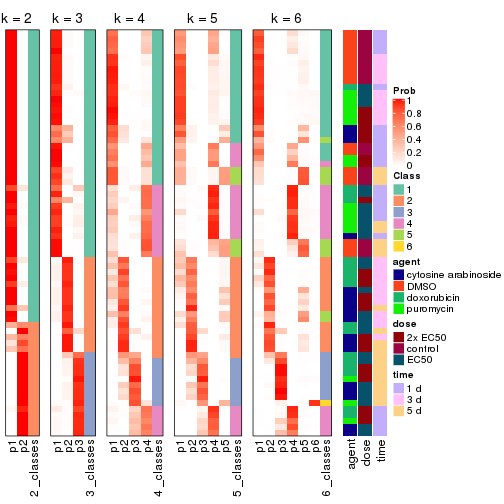 k = 2
k = 3
k = 4
k = 5
k = 6
p1
p2
2_classes
p1
p2
p3
3_classes
p1
p2
p3
p4
4_classes
p1
p2
p3
p4
p5
5_classes
p1
p2
p3
p4
p5
p6
6_classes
agent
dose
time
Prob
1
0.8
0.6
0.4
0.2
0
Class
1
2
3
4
5
6
agent
cytosine arabinoside
DMSO
doxorubicin
puromycin
dose
2x EC50
control
EC50
time
1 d
3 d
5 d